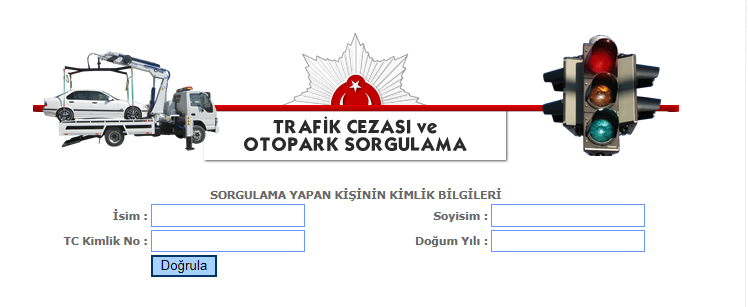 TRAFİK CEZASI ve
OTOPARK SORGULAMA
SORGULAMA YAPAN KİŞİNİN KİMLİK BİLGİLERİ
İsim :
Soyisim :
TC Kimlik No :
Doğum Yılı :
Doğrula